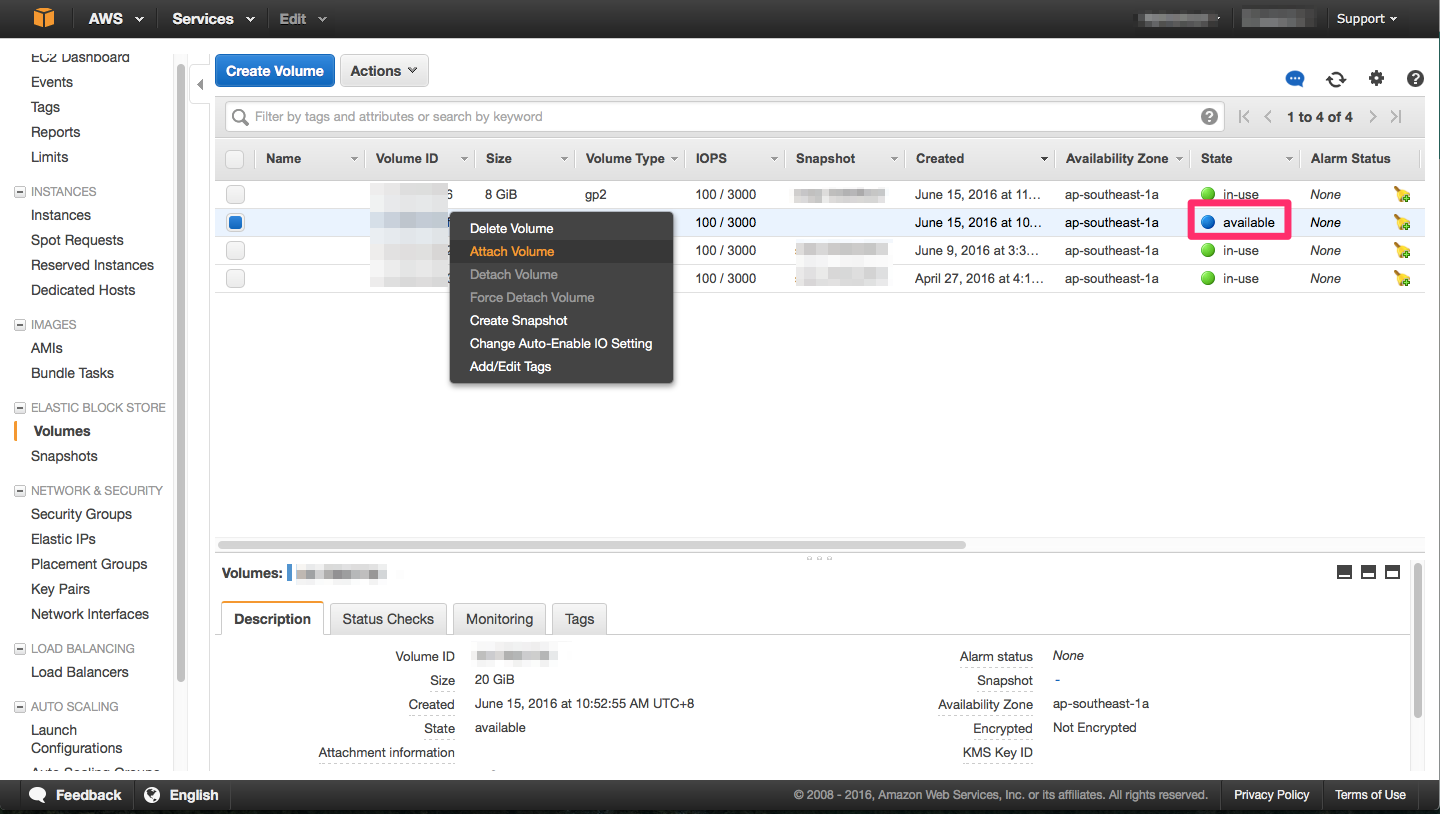 AWS Services Edit Support
EC2 Dashboard
Events
Tags
Reports
Limits
INSTANCES
Instances
Spot Requests
Reserved Instances
Dedicated Hosts
IMAGES
AMIs
Bundle Tasks
ELASTIC BLOCK STORE
Volumes
Snapshots
NETWORK & SECURITY
Security Groups
Elastic IPs
Placement Groups
Key Pairs
Network Interfaces
LOAD BALANCING
Load Balancers
AUTO SCALING
Launch
Configurations
Auto Scaling Groups
Create Volume Actions
Filter by tags and attributes or search by keyword 1 to 4 of 4
Name Volume ID Size Volume Type IOPS Snapshot Created Availability Zone State Alarm Status
6 8 GiB gp2 100 / 3000 June 15, 2016 at 11... ap-southeast-1a in-use None
100 / 3000 June 15, 2016 at 10... ap-southeast-1a available None
100 / 3000 June 9, 2016 at 3:3... ap-southeast-1a in-use None
100 / 3000 April 27, 2016 at 4:1... ap-southeast-1a in-use None
Delete Volume
Attach Volume
Detach Volume
Force Detach Volume
Create Snapshot
Change Auto-Enable IO Setting
Add/Edit Tags
Volumes:
Description Status Checks Monitoring Tags
Volume ID
Size 20 GiB
Created June 15, 2016 at 10:52:55 AM UTC+8
State available
Attachment information
Alarm status None
Snapshot -
Availability Zone ap-southeast-1a
Encrypted Not Encrypted
KMS Key ID
Feedback English © 2008 - 2016, Amazon Web Services, Inc. or its affiliates. All rights reserved. Privacy Policy Terms of Use